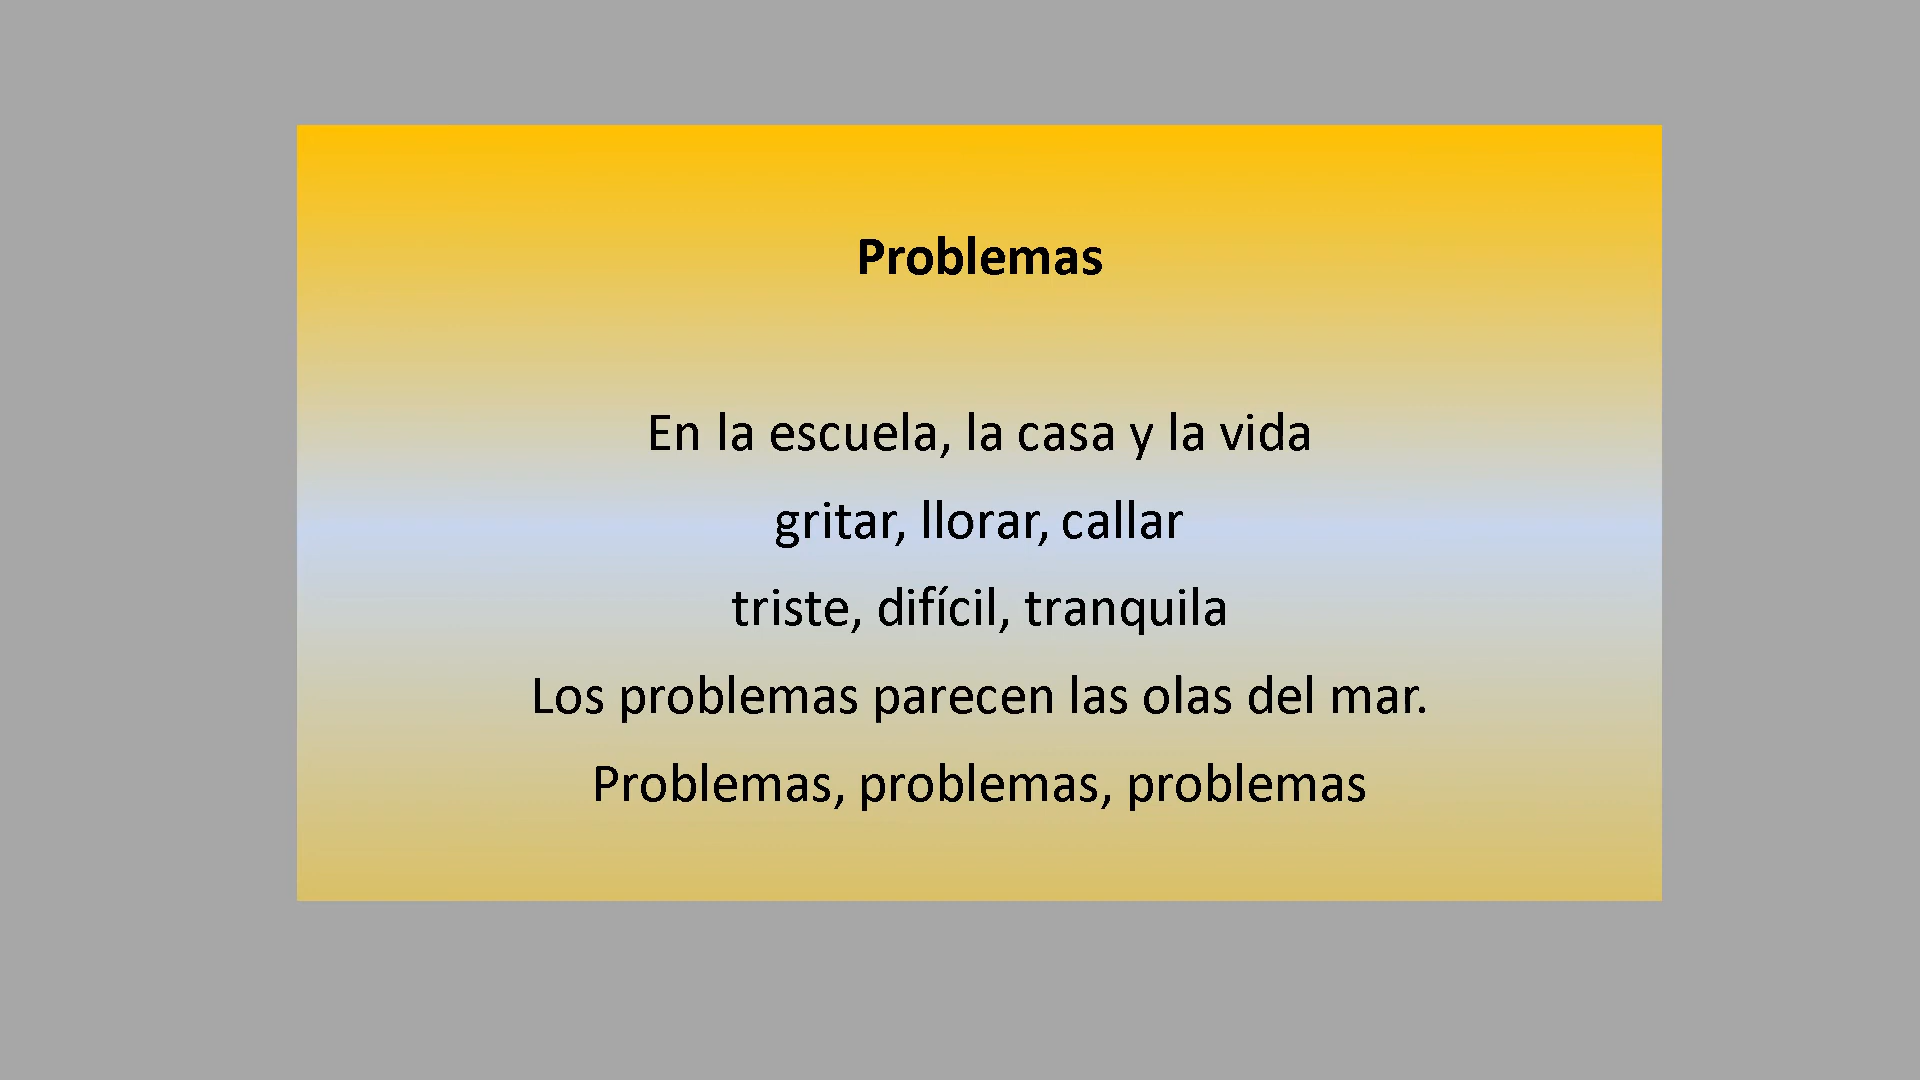 Problemas
En la escuela, la casa y la vida
gritar, llorar, callar
triste, difícil, tranquila
Los problemas parecen las olas del mar.
Problemas, problemas, problemas